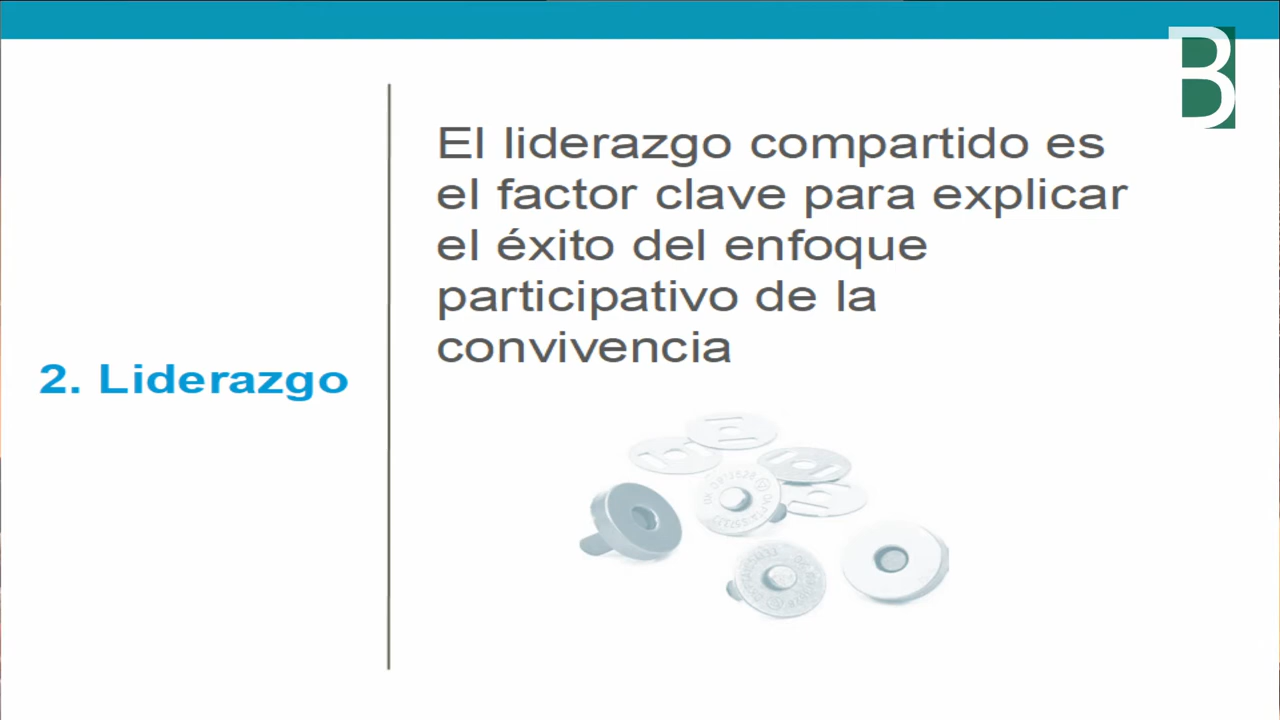 B
El liderazgo compartido es
el factor clave para explicar
el éxito del enfoque
participativo de la
convivencia
2. Liderazgo